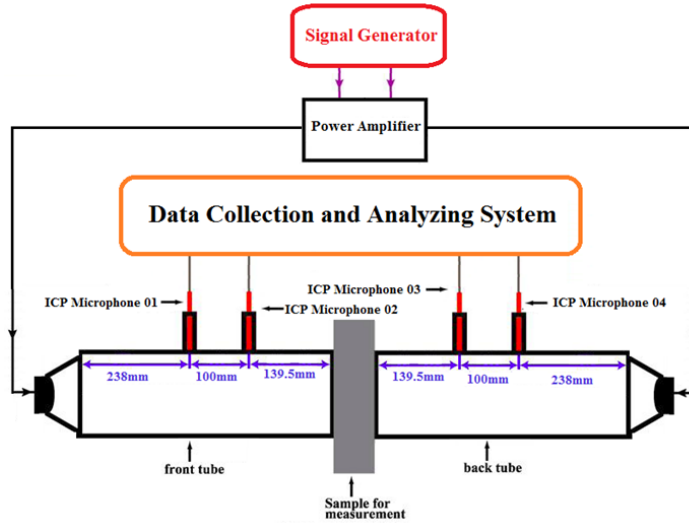 Signal Generator
Power Amplifier
Data Collection and Analyzing System
ICP Microphone 01
ICP Microphone 02
ICP Microphone 03
ICP Microphone 04
238mm
100mm
139.5mm
139.5mm
100mm
238mm
front tube
back tube
Sample for
measurement